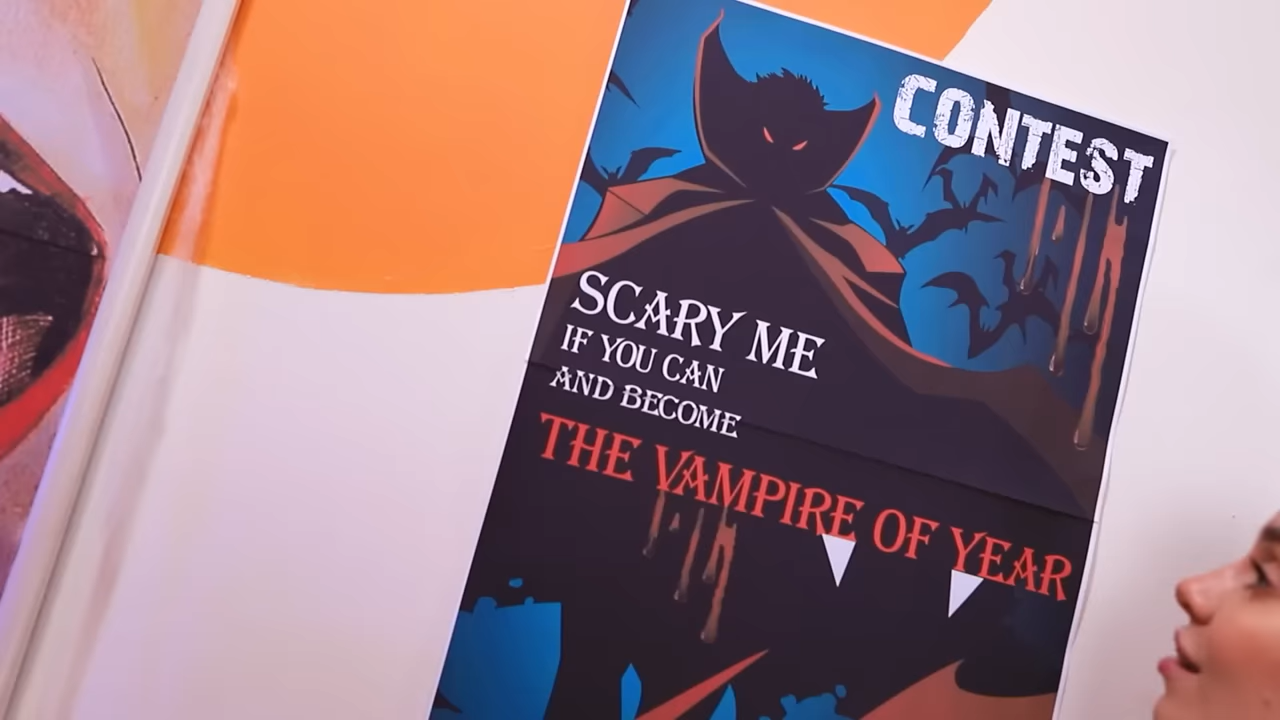 CONTEST
SCARY ME
IF YOU CAN
AND BECOME
THE VAMPIRE OF YEAR